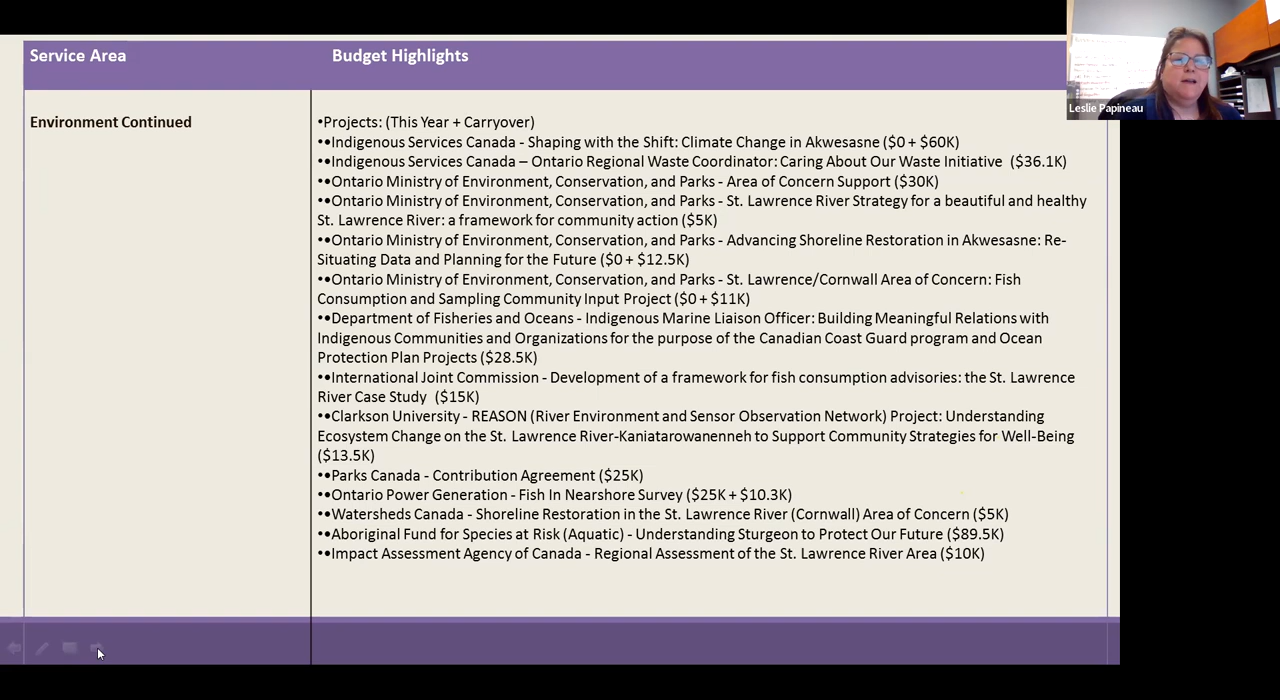 Service Area
Budget Highlights
Leslie Papineau
Environment Continued
•Projects: (This Year + Carryover)
••Indigenous Services Canada - Shaping with the Shift: Climate Change in Akwesasne ($0 + $60K)
••Indigenous Services Canada – Ontario Regional Waste Coordinator: Caring About Our Waste Initiative ($36.1K)
••Ontario Ministry of Environment, Conservation, and Parks - Area of Concern Support ($30K)
••Ontario Ministry of Environment, Conservation, and Parks - St. Lawrence River Strategy for a beautiful and healthy
St. Lawrence River: a framework for community action ($5K)
••Ontario Ministry of Environment, Conservation, and Parks - Advancing Shoreline Restoration in Akwesasne: Re-
Situating Data and Planning for the Future ($0 + $12.5K)
••Ontario Ministry of Environment, Conservation, and Parks - St. Lawrence/Cornwall Area of Concern: Fish
Consumption and Sampling Community Input Project ($0 + $11K)
••Department of Fisheries and Oceans - Indigenous Marine Liaison Officer: Building Meaningful Relations with
Indigenous Communities and Organizations for the purpose of the Canadian Coast Guard program and Ocean
Protection Plan Projects ($28.5K)
••International Joint Commission - Development of a framework for fish consumption advisories: the St. Lawrence
River Case Study ($15K)
••Clarkson University - REASON (River Environment and Sensor Observation Network) Project: Understanding
Ecosystem Change on the St. Lawrence River-Kaniatarowanenneh to Support Community Strategies for Well-Being
($13.5K)
••Parks Canada - Contribution Agreement ($25K)
••Ontario Power Generation - Fish In Nearshore Survey ($25K + $10.3K)
••Watersheds Canada - Shoreline Restoration in the St. Lawrence River (Cornwall) Area of Concern ($5K)
••Aboriginal Fund for Species at Risk (Aquatic) - Understanding Sturgeon to Protect Our Future ($89.5K)
••Impact Assessment Agency of Canada - Regional Assessment of the St. Lawrence River Area ($10K)